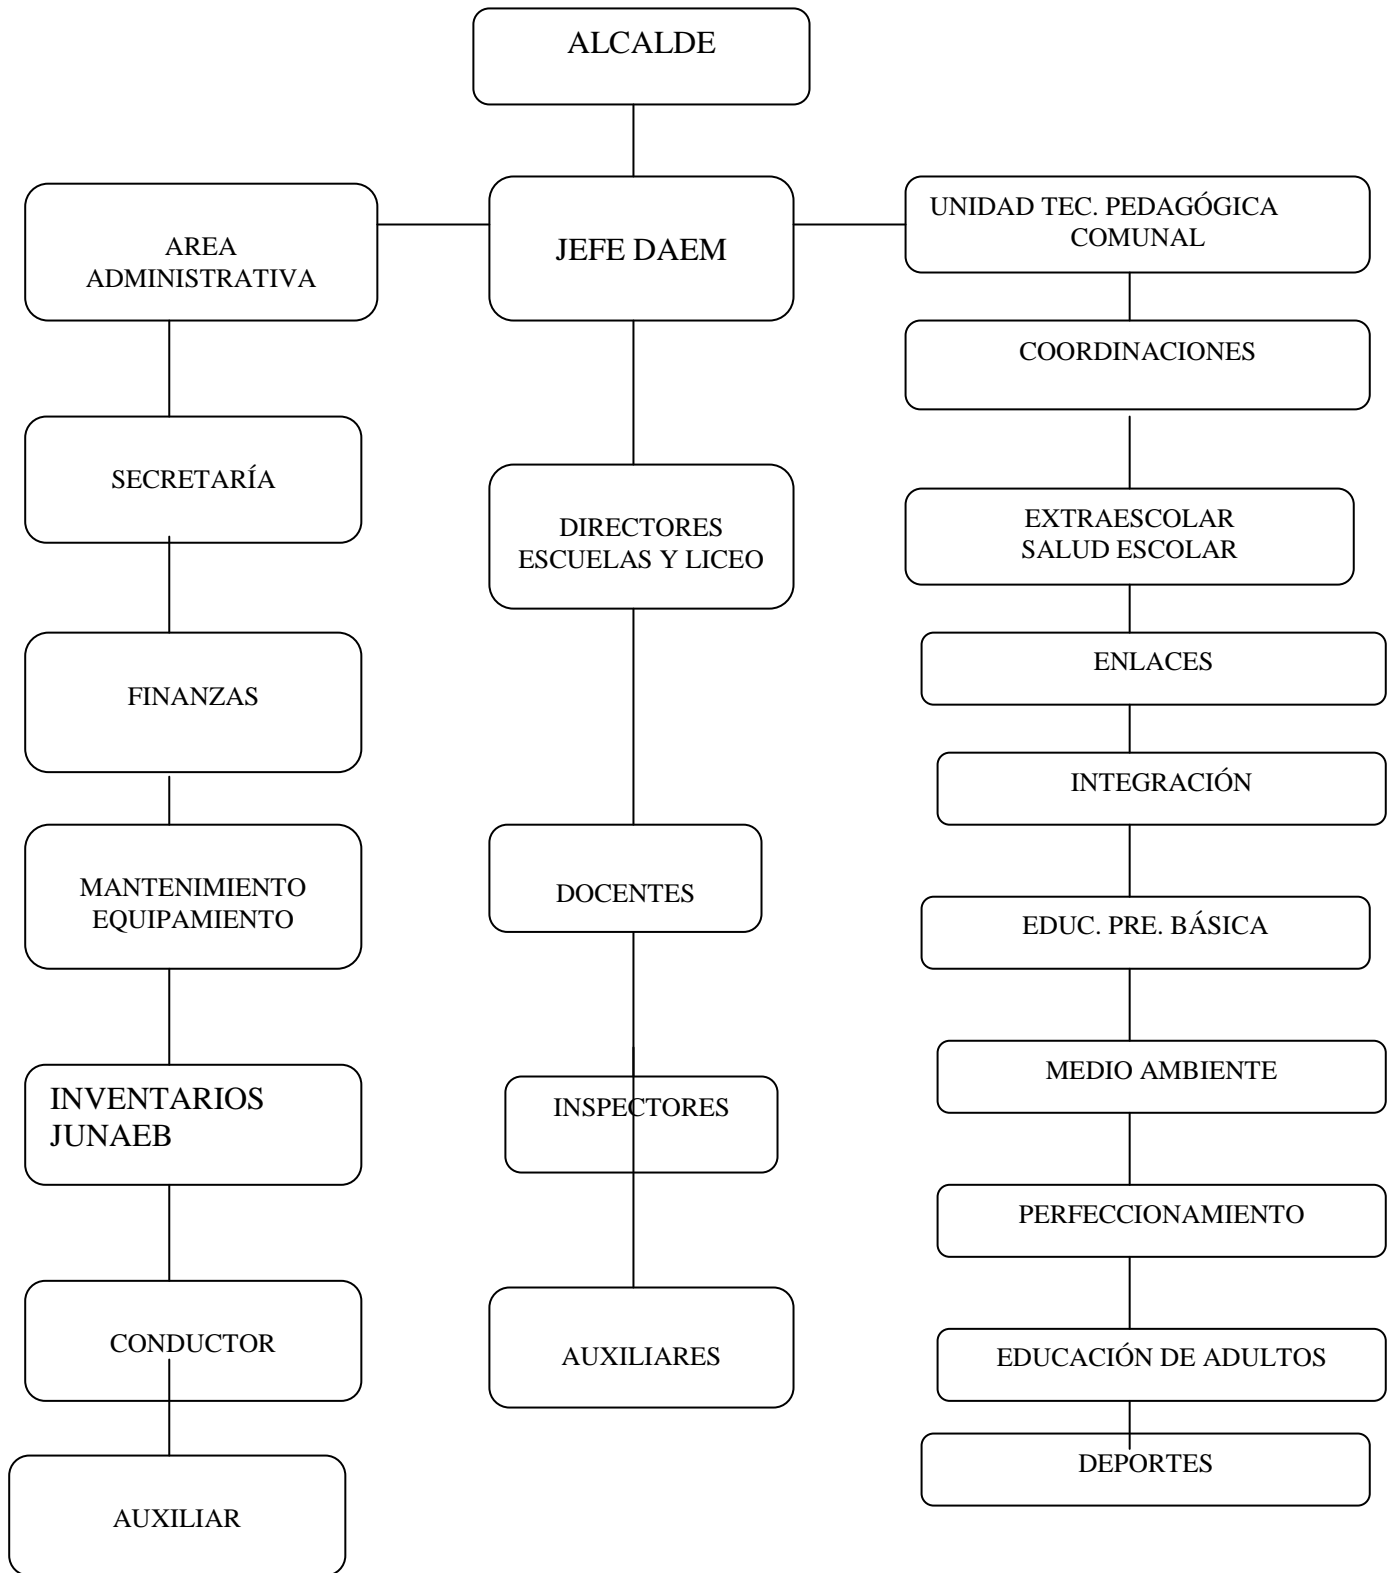 ALCALDE
AREA
ADMINISTRATIVA
JEFE DAEM
UNIDAD TEC. PEDAGÓGICA
COMUNAL
COORDINACIONES
SECRETARÍA
DIRECTORES
ESCUELAS Y LICEO
EXTRAESCOLAR
SALUD ESCOLAR
ENLACES
FINANZAS
INTEGRACIÓN
MANTENIMIENTO
EQUIPAMIENTO
DOCENTES
EDUC. PRE. BÁSICA
MEDIO AMBIENTE
INVENTARIOS
JUNAEB
INSPECTORES
PERFECCIONAMIENTO
CONDUCTOR
AUXILIARES
EDUCACIÓN DE ADULTOS
DEPORTES
AUXILIAR